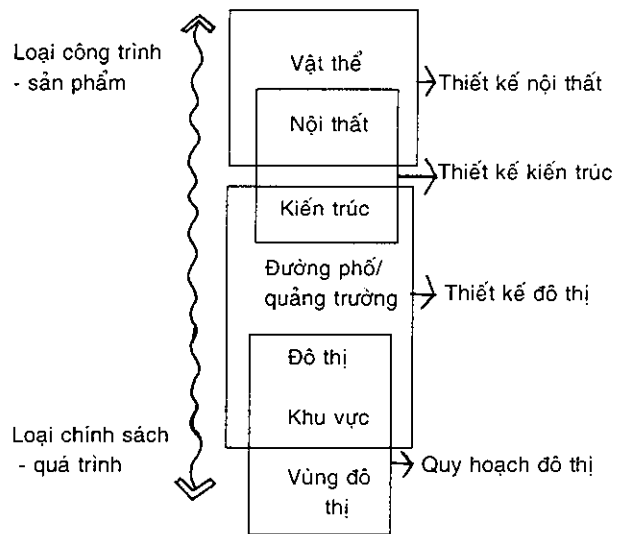 Loại công trình
- sản phẩm
Vật thể
Thiết kế nội thất
Nội thất
Thiết kế kiến trúc
Kiến trúc
Đường phố/
quảng trường
Thiết kế đô thị
Đô thị
Khu vực
Loại chính sách
- quá trình
Quy hoạch đô thị
Vùng đô
thị